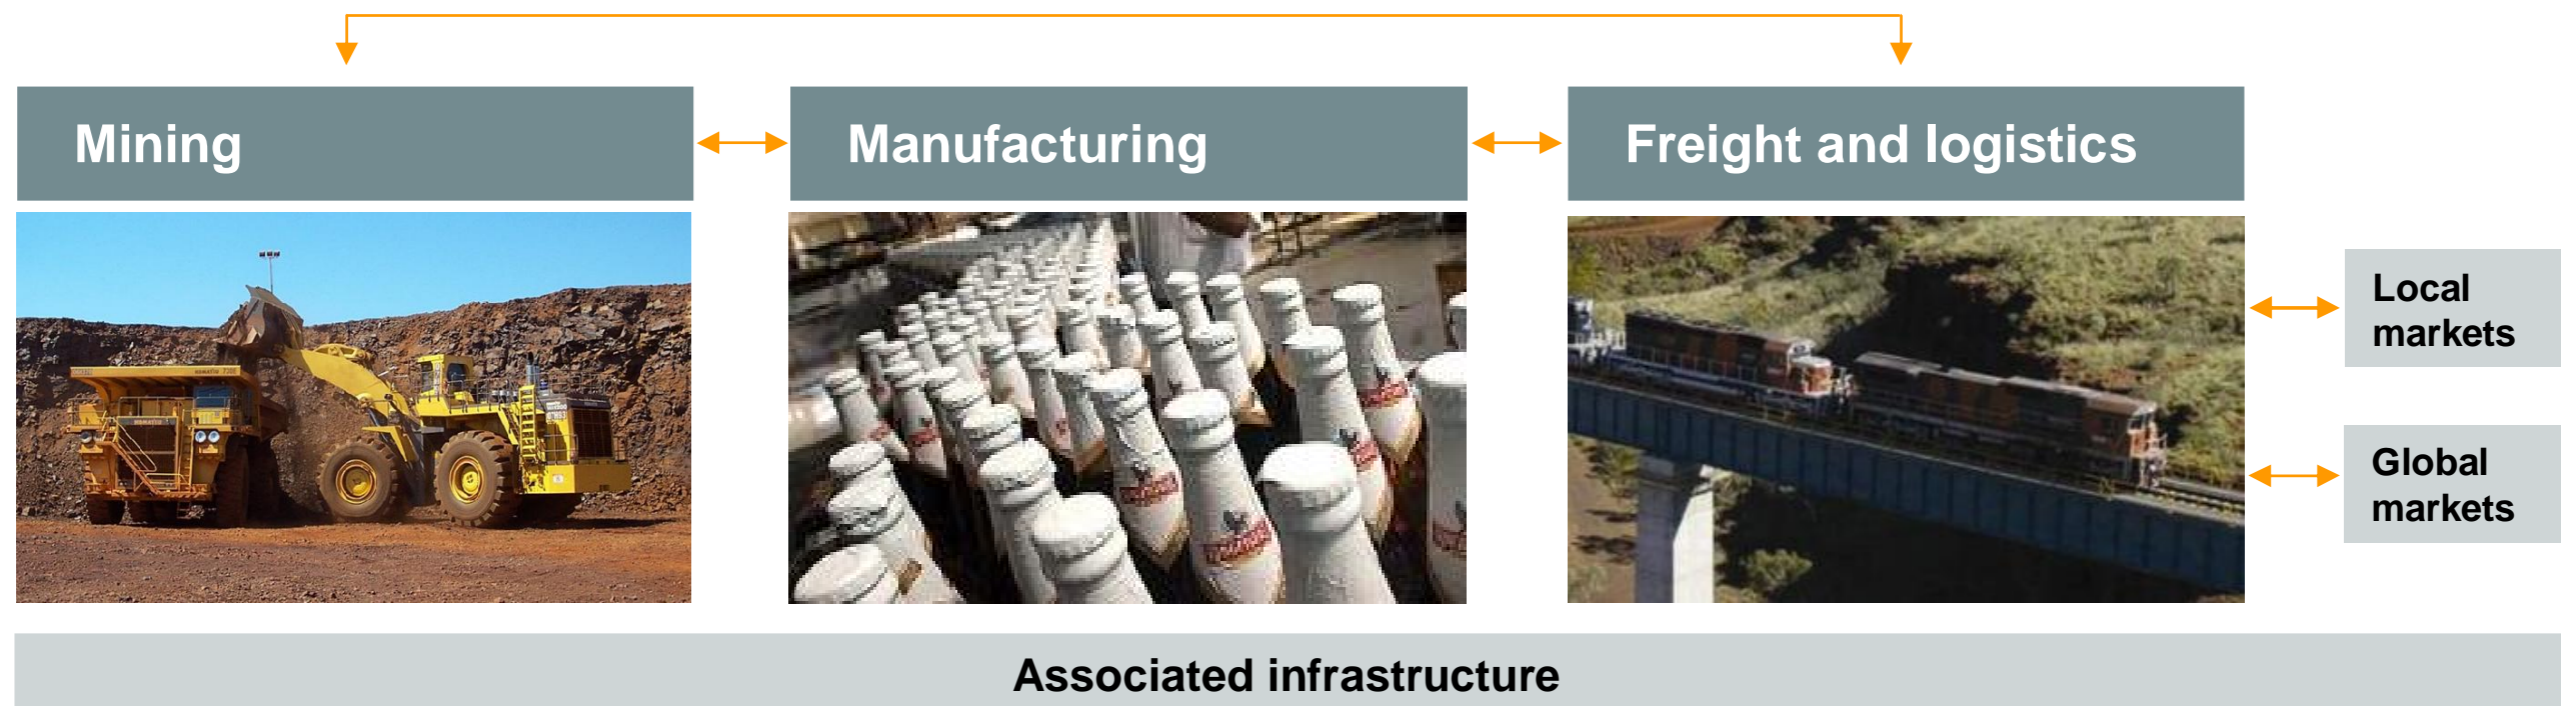 Mining
Manufacturing
Freight and logistics
Local
markets
Global
markets
Associated infrastructure